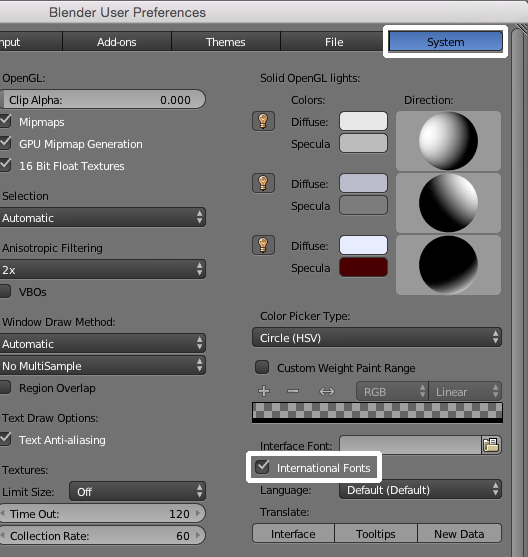 Blender User Preferences
nput Add-ons Themes File System
OpenGL:
Clip Alpha: 0.000
Mipmaps
GPU Mipmap Generation
16 Bit Float Textures
Selection
Automatic
Anisotropic Filtering
2x
VBOs
Window Draw Method:
Automatic
No MultiSample
Region Overlap
Text Draw Options:
Text Anti-aliasing
Textures:
Limit Size: Off
Time Out: 120
Collection Rate: 60
Solid OpenGL lights:
Colors: Direction:
Diffuse:
Specula
Diffuse:
Specula
Diffuse:
Specula
Color Picker Type:
Circle (HSV)
Custom Weight Paint Range
RGB Linear
Interface Font:
International Fonts
Language: Default (Default)
Translate:
Interface Tooltips New Data